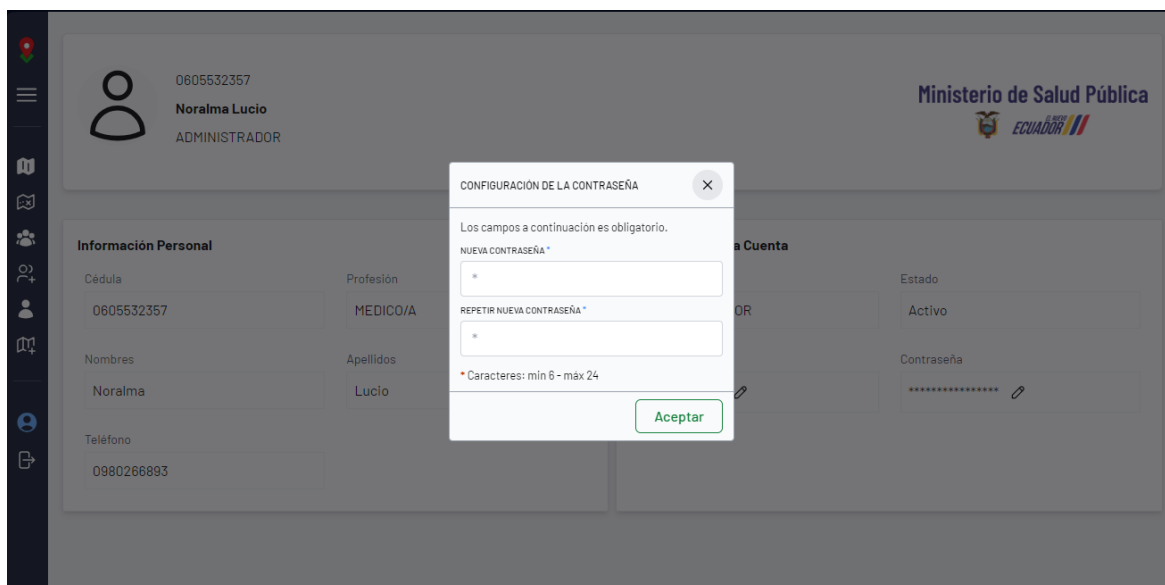 0605532357
Noralma Lucio
ADMINISTRADOR
Ministerio de Salud Pública
EL NUEVO
ECUADOR
CONFIGURACIÓN DE LA CONTRASEÑA
Los campos a continuación es obligatorio.
NUEVA CONTRASEÑA *
*
REPETIR NUEVA CONTRASEÑA *
*
* Caracteres: min 6 - máx 24
Aceptar
Información Personal
Cédula
Profesión
0605532357
MEDICO/A
Nombres
Apellidos
Noralma
Lucio
Teléfono
0980266893
a Cuenta
Estado
OR
Activo
Contraseña
****************